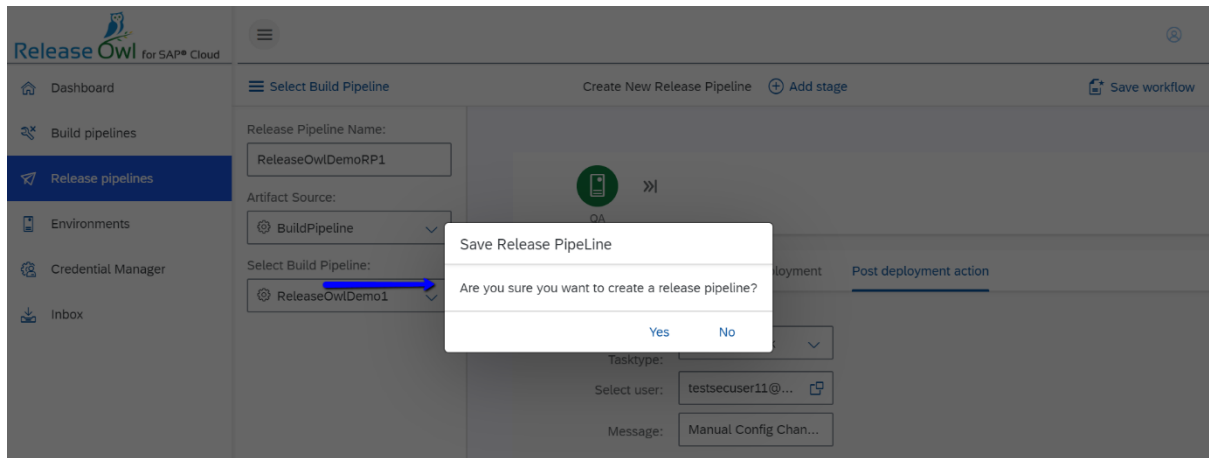 Release Owl for SAP® Cloud
Dashboard
Build pipelines
Release pipelines
Environments
Credential Manager
Inbox
Select Build Pipeline
Create New Release Pipeline
Add stage
Save workflow
Release Pipeline Name:
ReleaseOwlDemoRP1
Artifact Source:
BuildPipeline
Select Build Pipeline:
ReleaseOwlDemo1
QA
Save Release PipeLine
Are you sure you want to create a release pipeline?
Yes
No
Post deployment action
Tasktype:
Select user:
testsecuser11@...
Message:
Manual Config Chan...